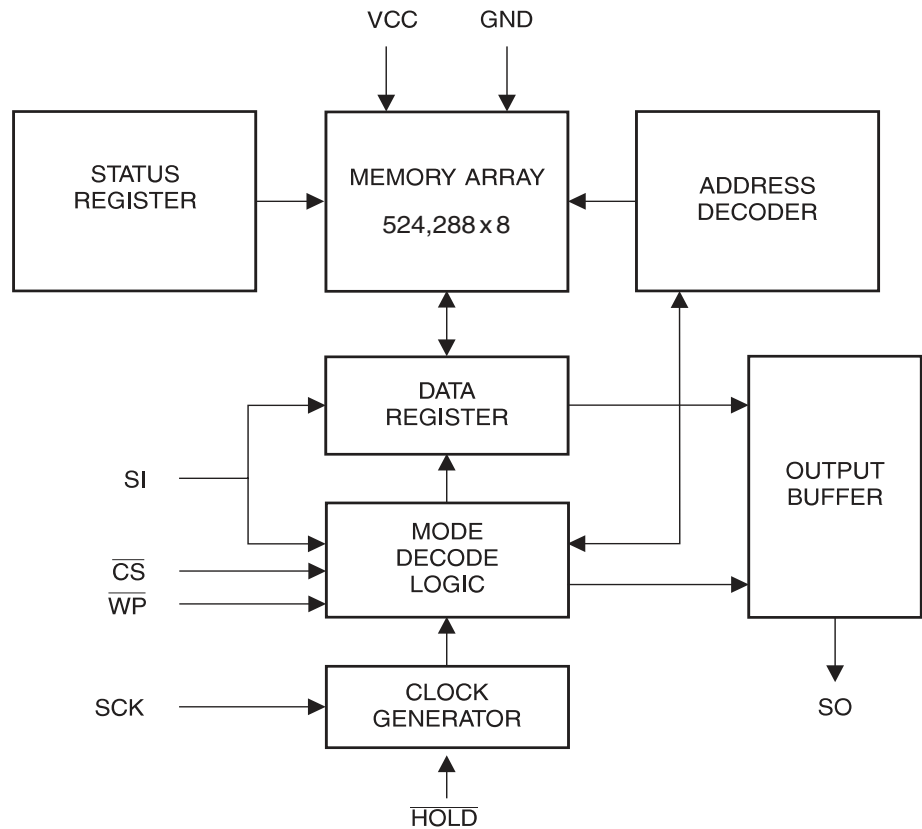 VCC
GND
STATUS
REGISTER
MEMORY ARRAY
524,288 x 8
ADDRESS
DECODER
DATA
REGISTER
OUTPUT
BUFFER
SI
MODE
DECODE
LOGIC
CS
WP
SCK
CLOCK
GENERATOR
SO
HOLD